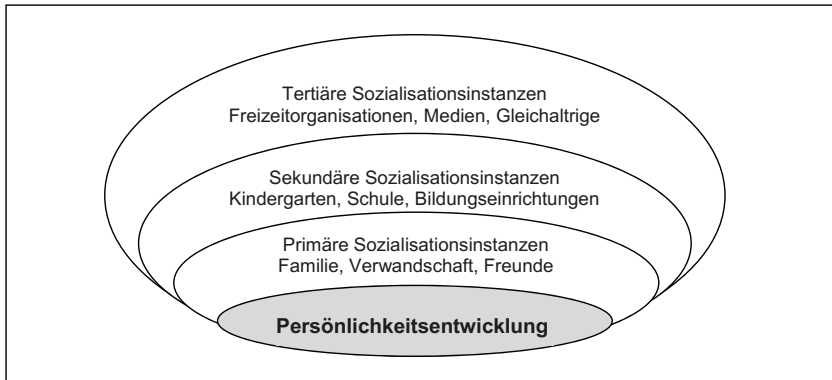 Tertiäre Sozialisationsinstanzen
Freizeitorganisationen, Medien, Gleichaltrige
Sekundäre Sozialisationsinstanzen
Kindergarten, Schule, Bildungseinrichtungen
Primäre Sozialisationsinstanzen
Familie, Verwandschaft, Freunde
Persönlichkeitsentwicklung